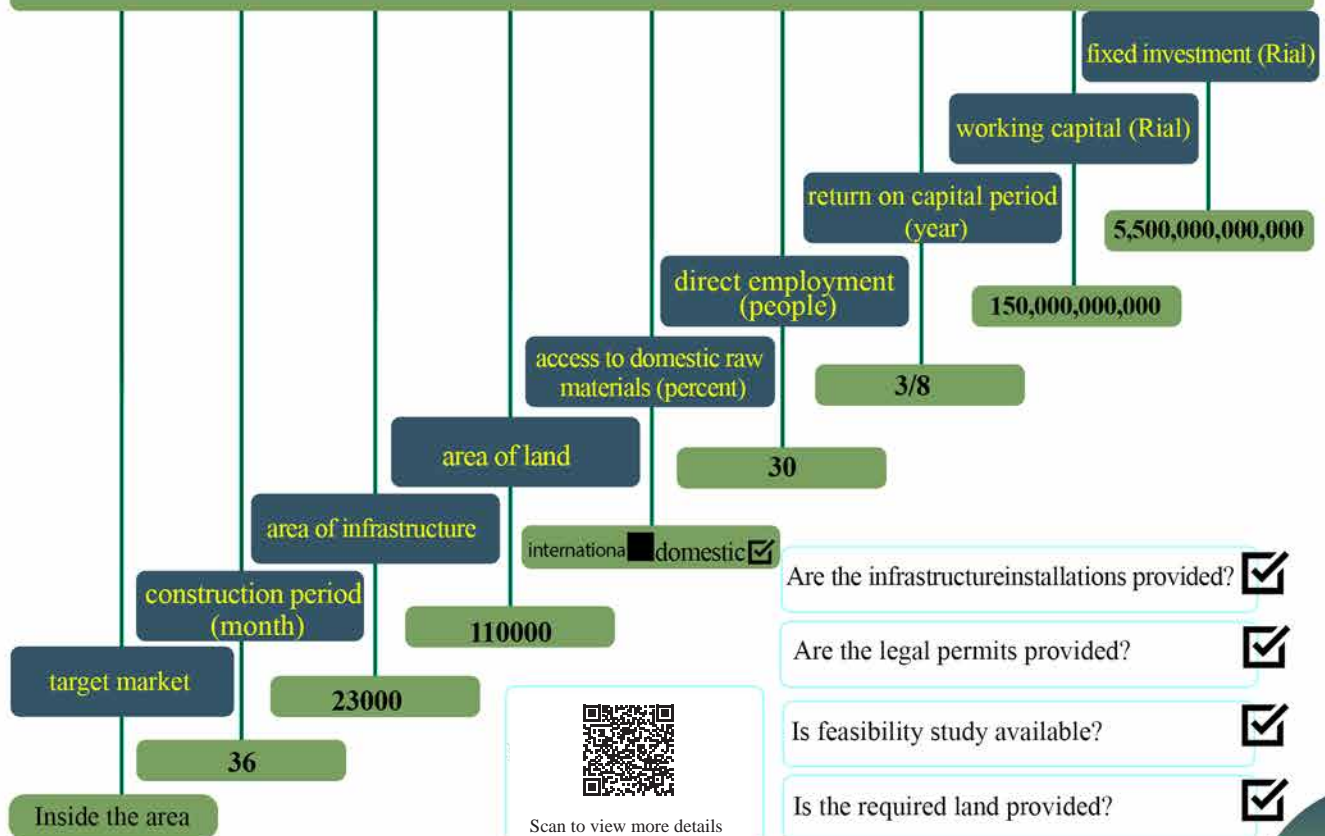 fixed investment (Rial)
5,500,000,000,000
working capital (Rial)
150,000,000,000
return on capital period
(year)
3/8
direct employment
(people)
30
access to domestic raw
materials (percent)
internationa domestic
area of land
110000
area of infrastructure
23000
construction period
(month)
36
target market
Inside the area
Are the infrastructureinstallations provided?
Are the legal permits provided?
Is feasibility study available?
Is the required land provided?
Scan to view more details